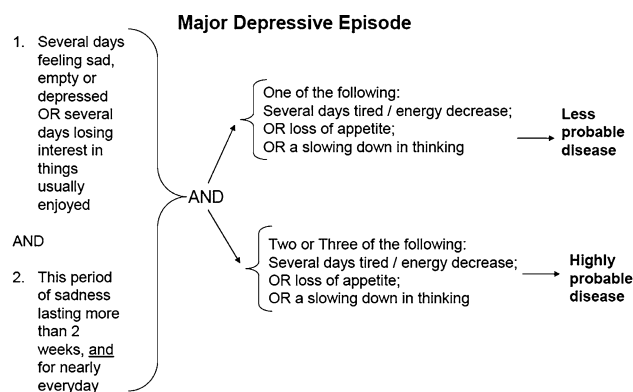 Major Depressive Episode
1. Several days
feeling sad,
empty or
depressed
OR several
days losing
interest in
things
usually
enjoyed
AND
2. This period
of sadness
lasting more
than 2
weeks, and
for nearly
everyday
AND
One of the following:
Several days tired / energy decrease;
OR loss of appetite;
OR a slowing down in thinking
Less
probable
disease
Two or Three of the following:
Several days tired / energy decrease;
OR loss of appetite;
OR a slowing down in thinking
Highly
probable
disease